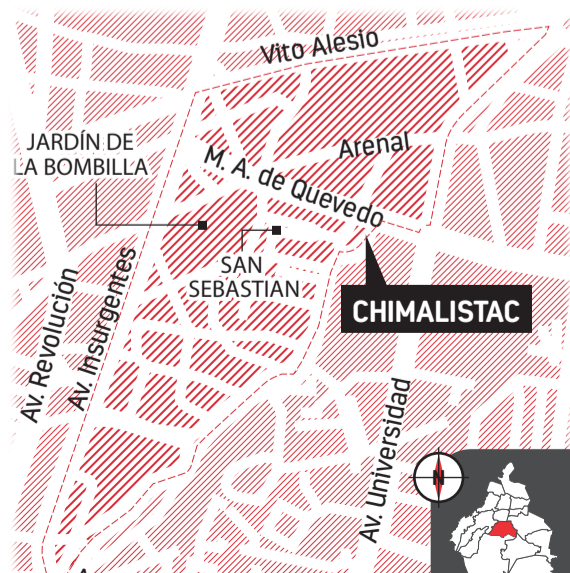 Vito Alesio
JARDÍN DE
LA BOMBILLA
Arenal
M. A. de Quevedo
SAN
SEBASTIAN
CHIMALISTAC
Av. Revolución
Av. Insurgentes
Av. Universidad
N